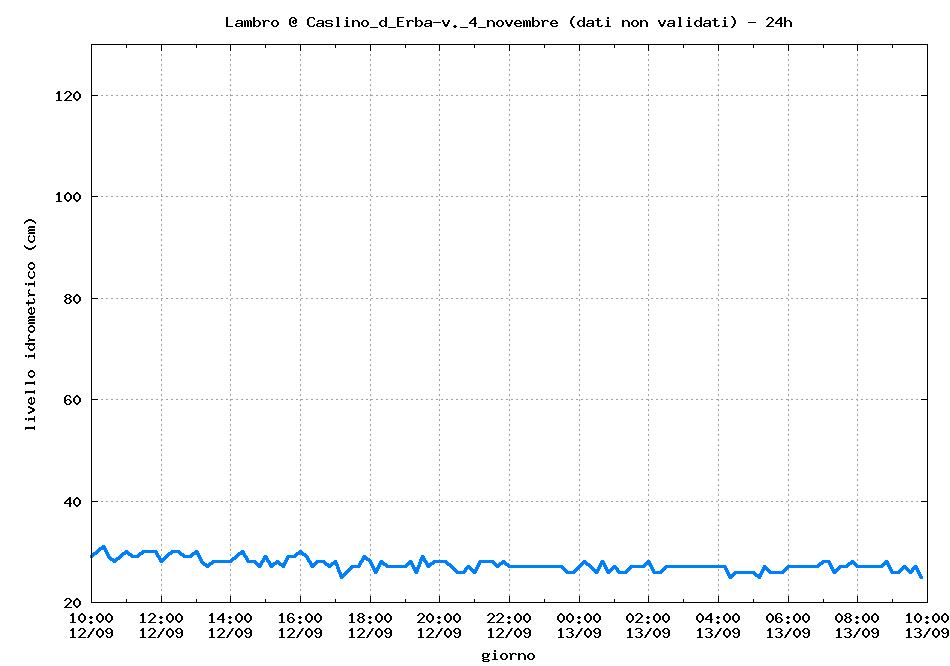 Lambro @ Caslino_d_Erba-v._4_novembre (dati non validati) - 24h
livello idrometrico (cm)
120
100
80
60
40
20
10:00 12:00 14:00 16:00 18:00 20:00 22:00 00:00 02:00 04:00 06:00 08:00 10:00
12/09 12/09 12/09 12/09 12/09 12/09 12/09 13/09 13/09 13/09 13/09 13/09 13/09
giorno